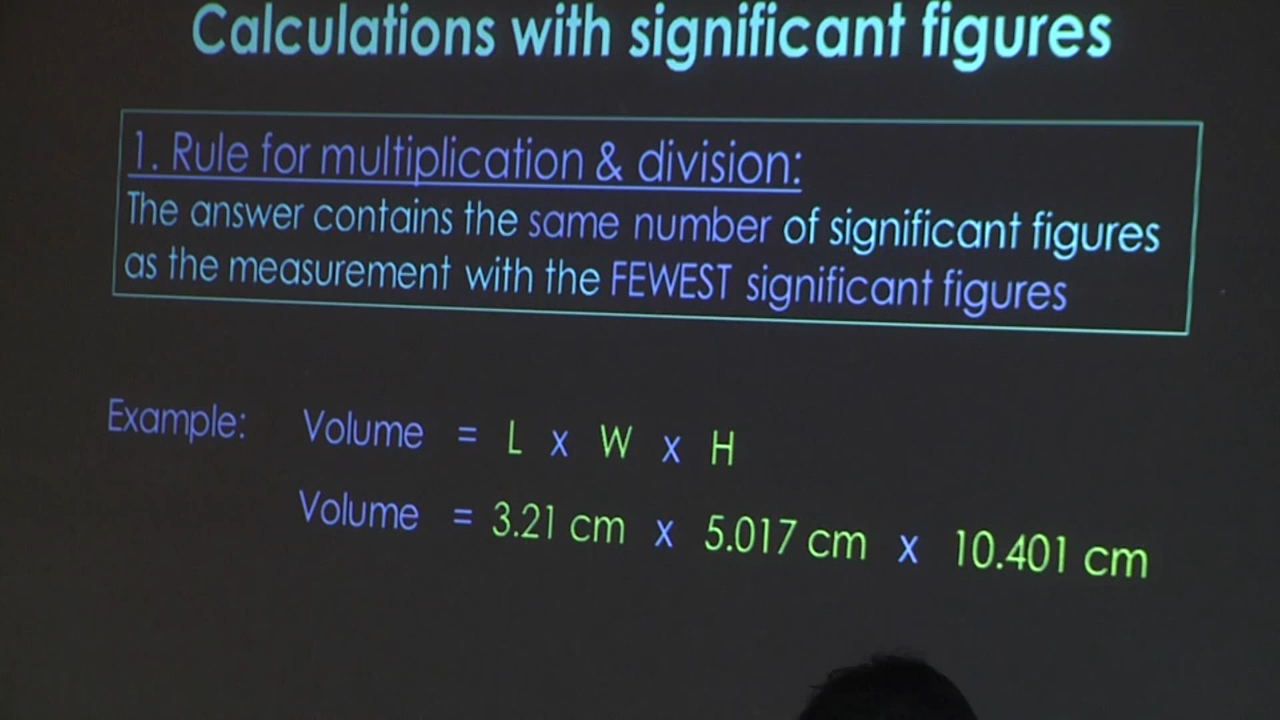 Calculations with significant figures
1. Rule for multiplication & division:
The answer contains the same number of significant figures
as the measurement with the FEWEST significant figures
Example: Volume = L x W x H
Volume = 3.21 cm x 5.017 cm x 10.401 cm